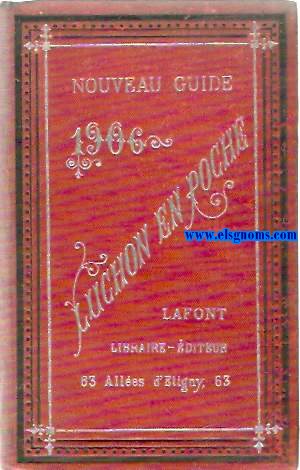 NOUVEAU GUIDE
1906
LUCHON EN POCHE
www.elsgnoms.com
LAFONT
LIBRAIRE-ÉDITEUR
63 Allées d'Etigny, 63